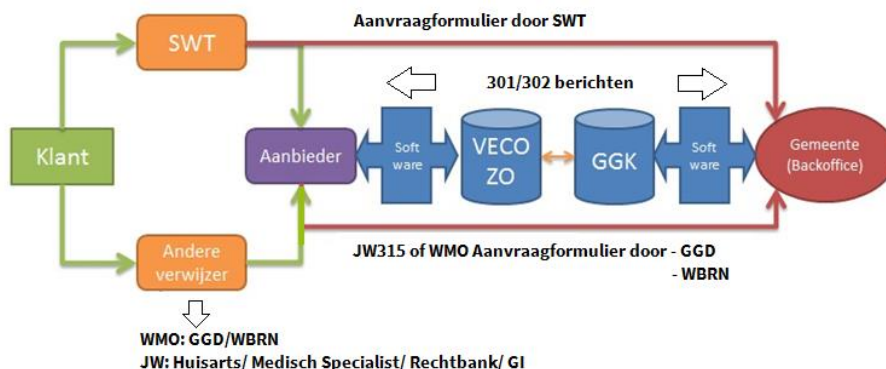 Aanvraagformulier door SWT
SWT
301/302 berichten
Klant
Aanbieder
Soft
ware
VECO
ZO
GGK
Soft
ware
Gemeente
(Backoffice)
Andere
verwijzer
JW315 of WMO Aanvraagformulier door - GGD
- WBRN
WMO: GGD/WBRN
JW: Huisarts/ Medisch Specialist/ Rechtbank/ GI